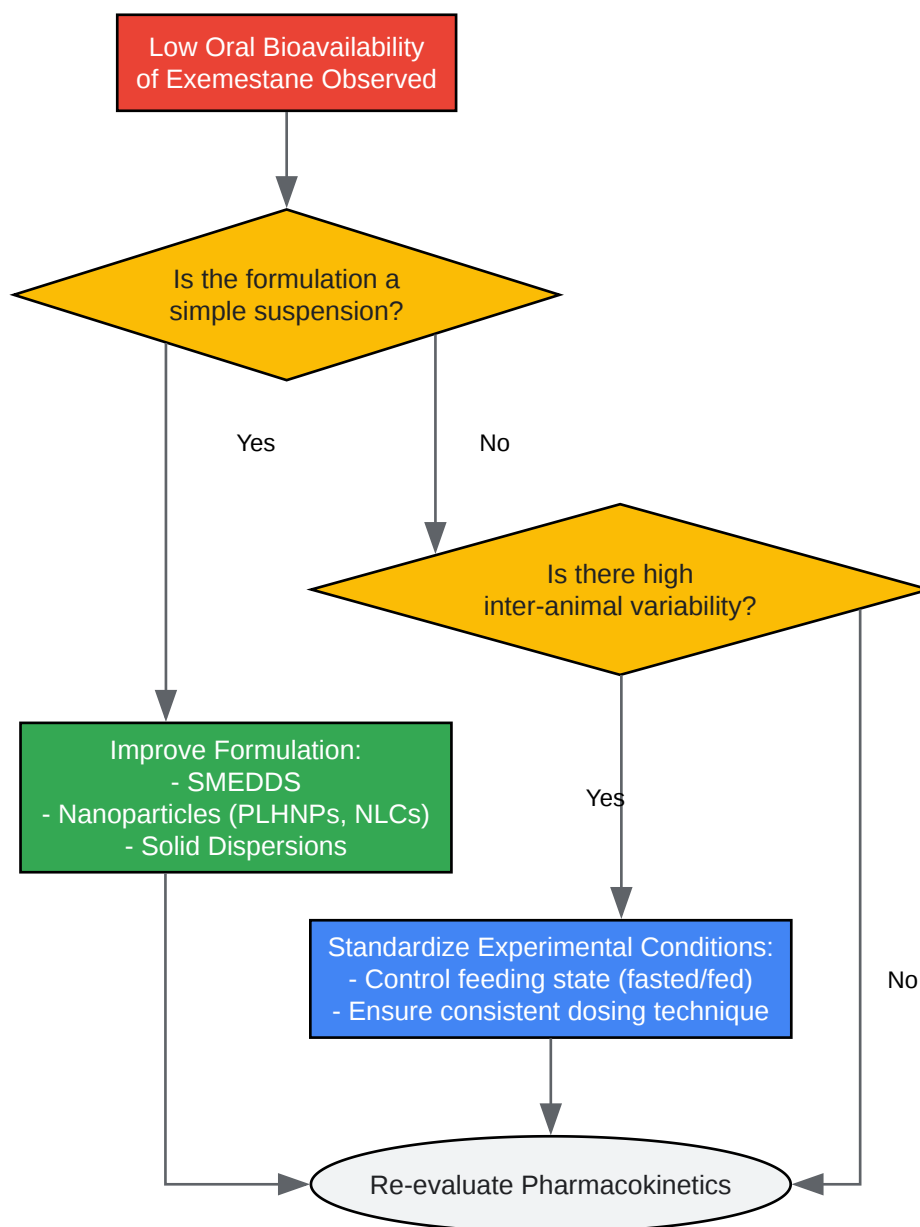 Low Oral Bioavailability
of Exemestane Observed
Is the formulation a
simple suspension?
Yes
No
Is there high
inter-animal variability?
Improve Formulation:
- SMEDDS
- Nanoparticles (PLHNPs, NLCs)
- Solid Dispersions
Yes
Standardize Experimental Conditions:
- Control feeding state (fasted/fed)
- Ensure consistent dosing technique
No
Re-evaluate Pharmacokinetics